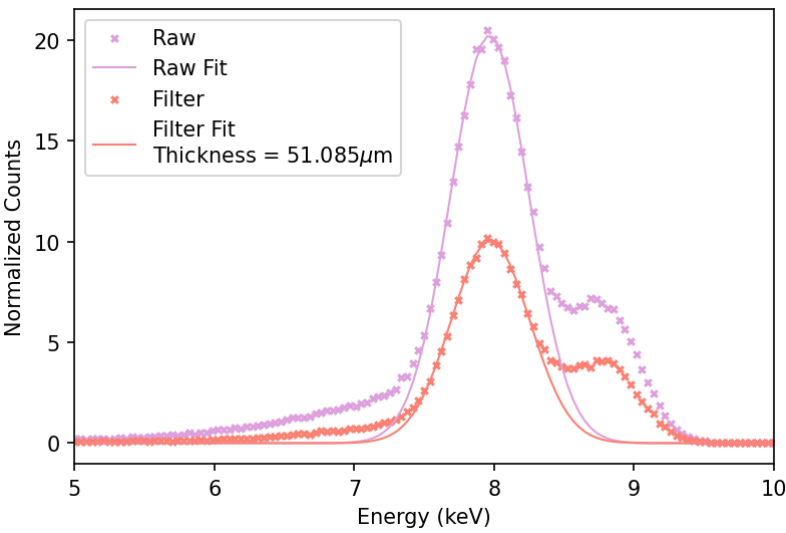 Raw
Raw Fit
Filter
Filter Fit
Thickness = 51.085μm
Normalized Counts
20
15
10
5
0
5 6 7 8 9 10
Energy (keV)